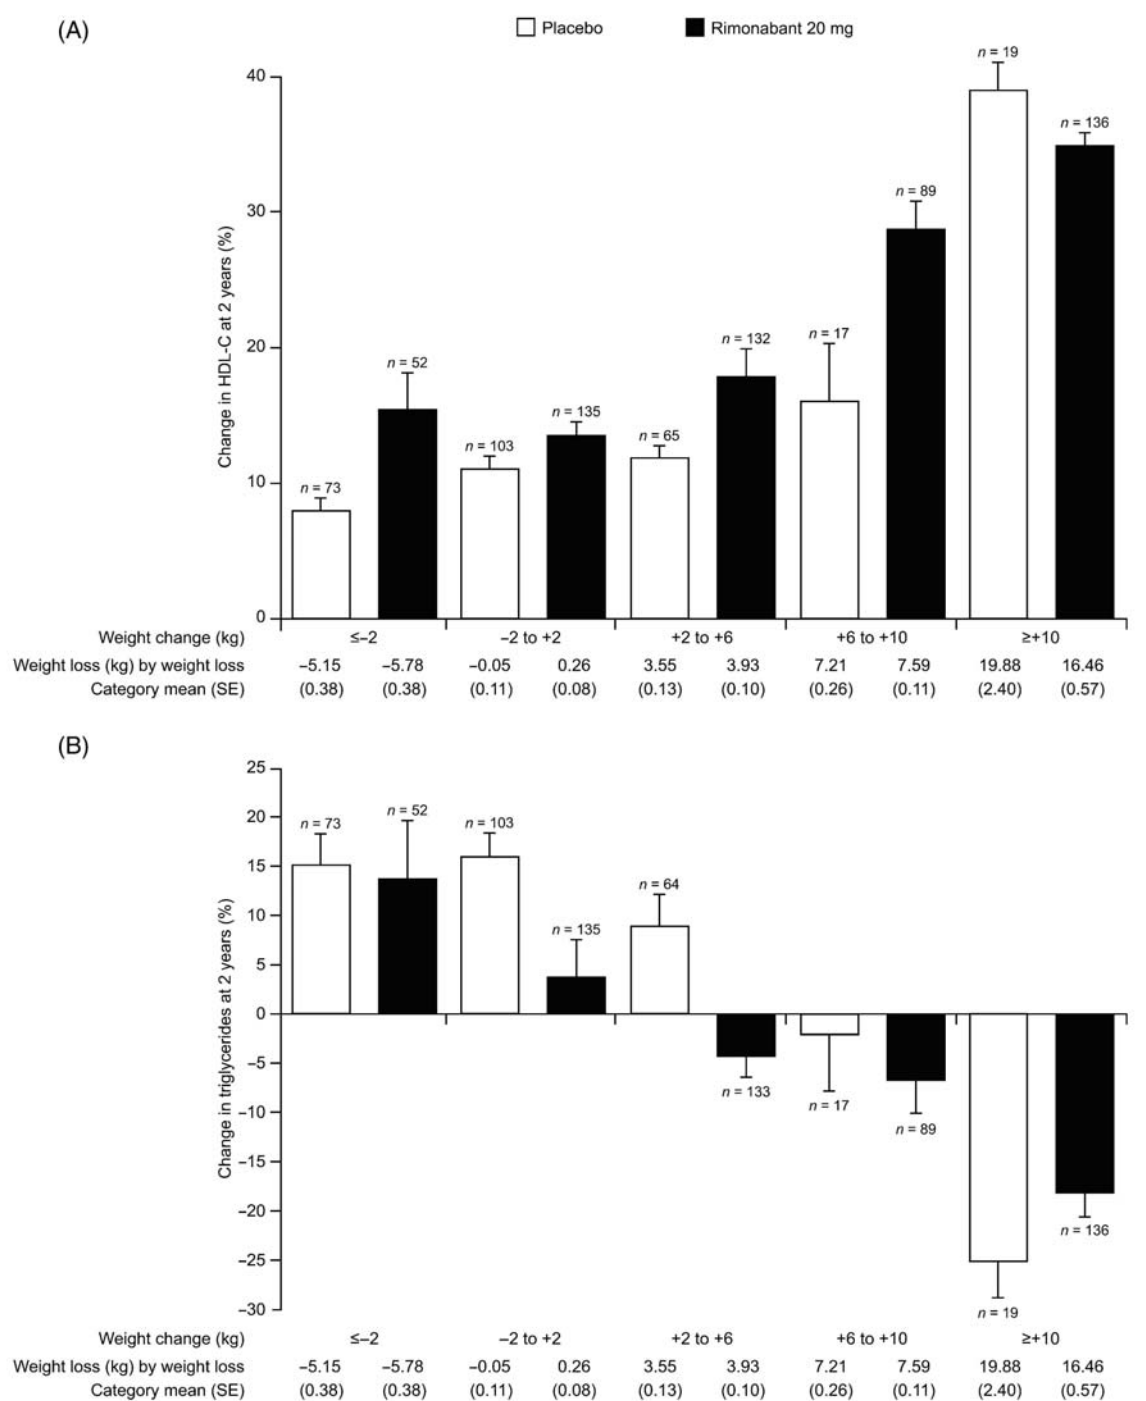 (A)
Placebo Rimonabant 20 mg
Change in HDL-C at 2 years (%)
40
30
20
10
0
n = 73
n = 52
n = 103
n = 135
n = 65
n = 132
n = 17
n = 89
n = 19
n = 136
Weight change (kg) ≤–2 –2 to +2 +2 to +6 +6 to +10 ≥+10
Weight loss (kg) by weight loss –5.15 –5.78 –0.05 0.26 3.55 3.93 7.21 7.59 19.88 16.46
Category mean (SE) (0.38) (0.38) (0.11) (0.08) (0.13) (0.10) (0.26) (0.11) (2.40) (0.57)
(B)
Change in triglycerides at 2 years (%)
25
20
15
10
5
0
–5
–10
–15
–20
–25
–30
n = 73
n = 52
n = 103
n = 135
n = 64
n = 133
n = 17
n = 89
n = 19
n = 136
Weight change (kg) ≤–2 –2 to +2 +2 to +6 +6 to +10 ≥+10
Weight loss (kg) by weight loss –5.15 –5.78 –0.05 0.26 3.55 3.93 7.21 7.59 19.88 16.46
Category mean (SE) (0.38) (0.38) (0.11) (0.08) (0.13) (0.10) (0.26) (0.11) (2.40) (0.57)